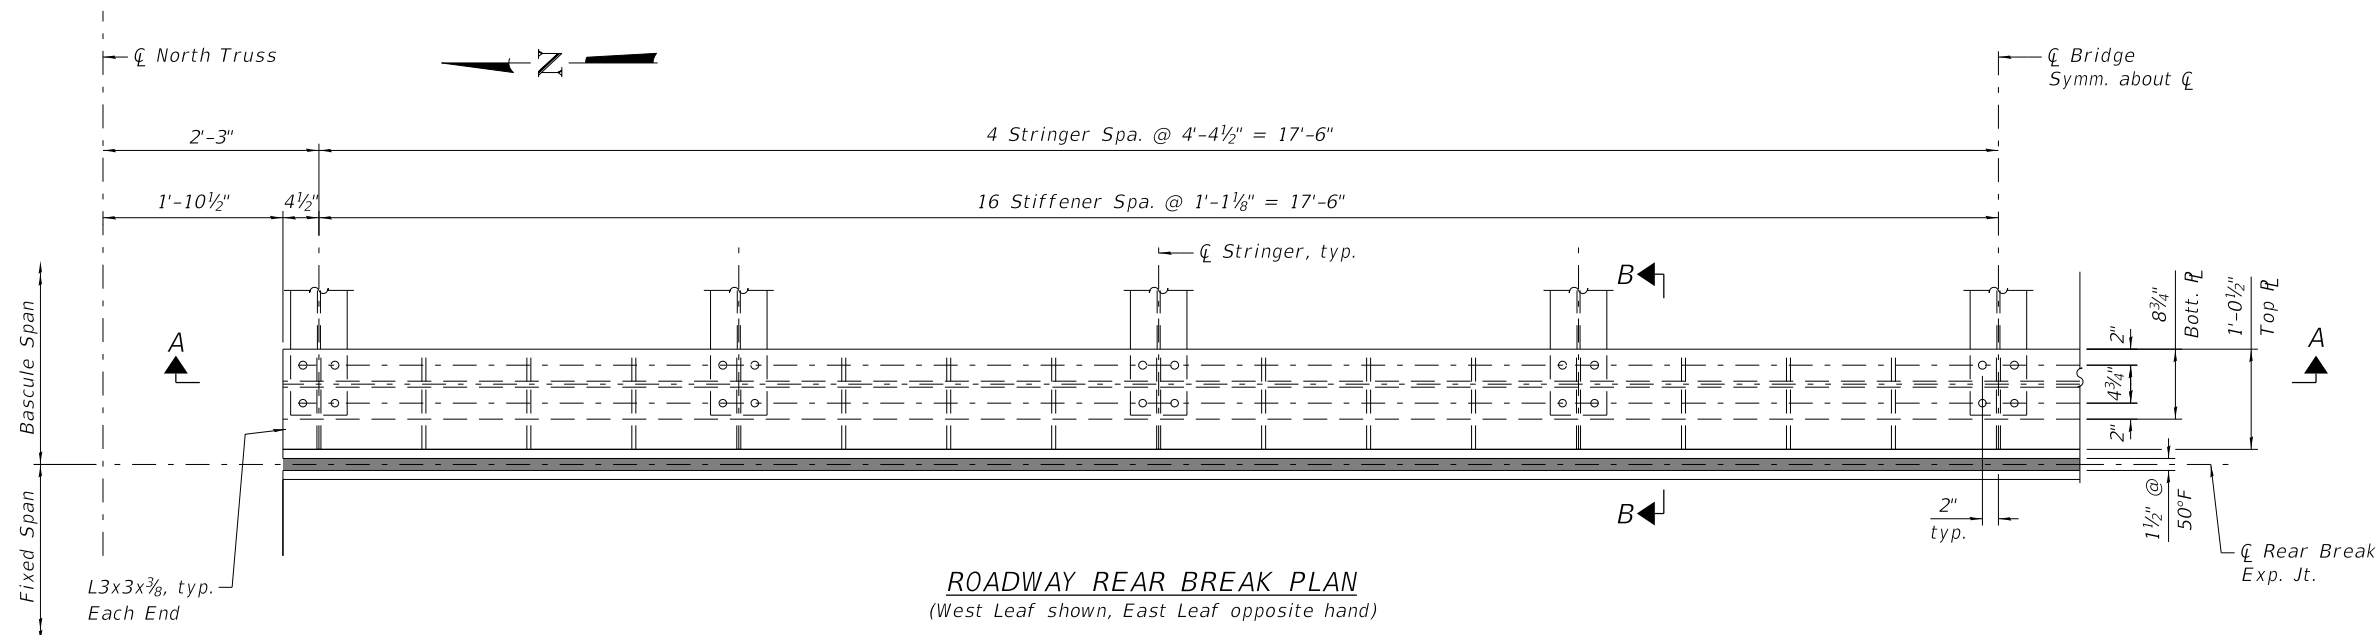 ℄ North Truss
N
℄ Bridge
Symm. about ℄
2'-3"
4 Stringer Spa. @ 4'-4½" = 17'-6"
1'-10½"
4½"
16 Stiffener Spa. @ 1'-1⅛" = 17'-6"
℄ Stringer, typ.
B
Bascule Span
Fixed Span
A
A
2"
4¾"
2"
8¾"
Bott. ℄
1'-0½"
Top ℄
B
2"
typ.
1½" @
50°F
℄ Rear Break
Exp. Jt.
L3x3x⅜, typ.
Each End
ROADWAY REAR BREAK PLAN
(West Leaf shown, East Leaf opposite hand)